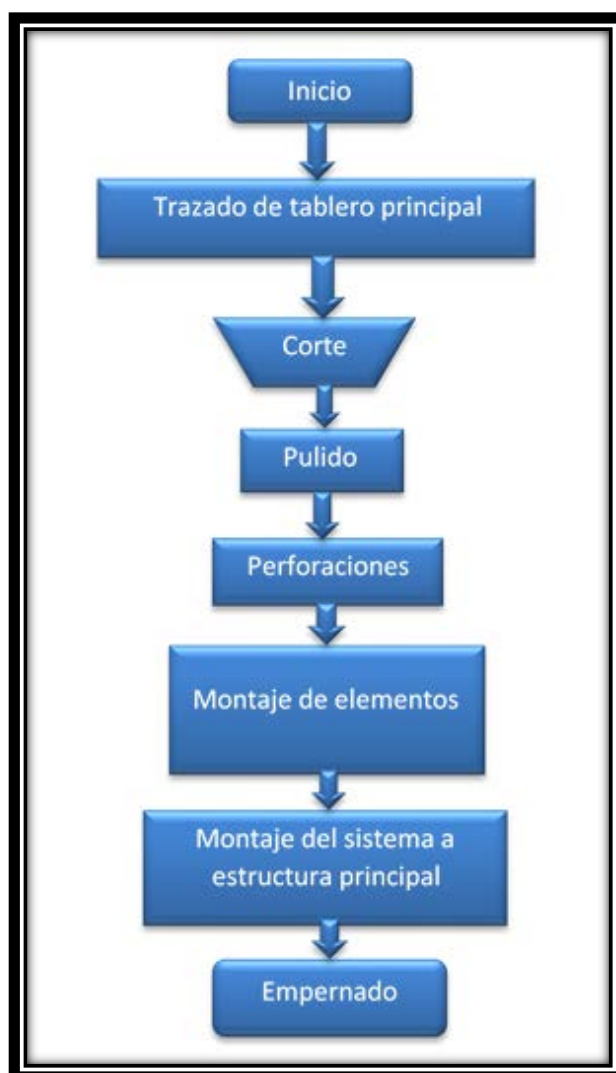 Inicio
Trazado de tablero principal
Corte
Pulido
Perforaciones
Montaje de elementos
Montaje del sistema a
estructura principal
Empernado